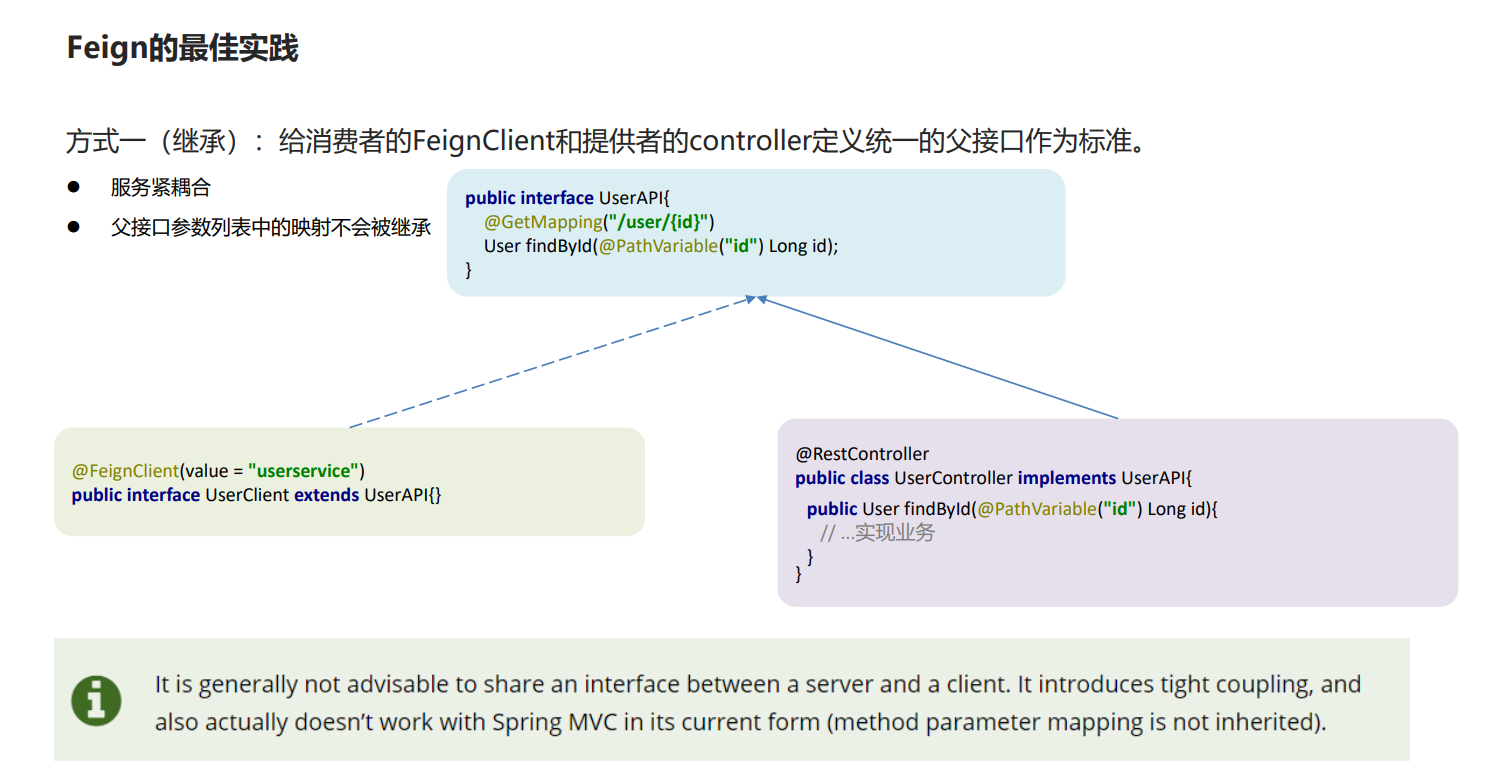 Feign的最佳实践
方式一（继承）：给消费者的FeignClient和提供者的controller定义统一的父接口作为标准。
● 服务紧耦合
● 父接口参数列表中的映射不会被继承
public interface UserAPI{
@GetMapping("/user/{id}")
User findById(@PathVariable("id") Long id);
}
@FeignClient(value = "userservice")
public interface UserClient extends UserAPI{}
@RestController
public class UserController implements UserAPI{
public User findById(@PathVariable("id") Long id){
// ...实现业务
}
}
It is generally not advisable to share an interface between a server and a client. It introduces tight coupling, and
also actually doesn’t work with Spring MVC in its current form (method parameter mapping is not inherited).